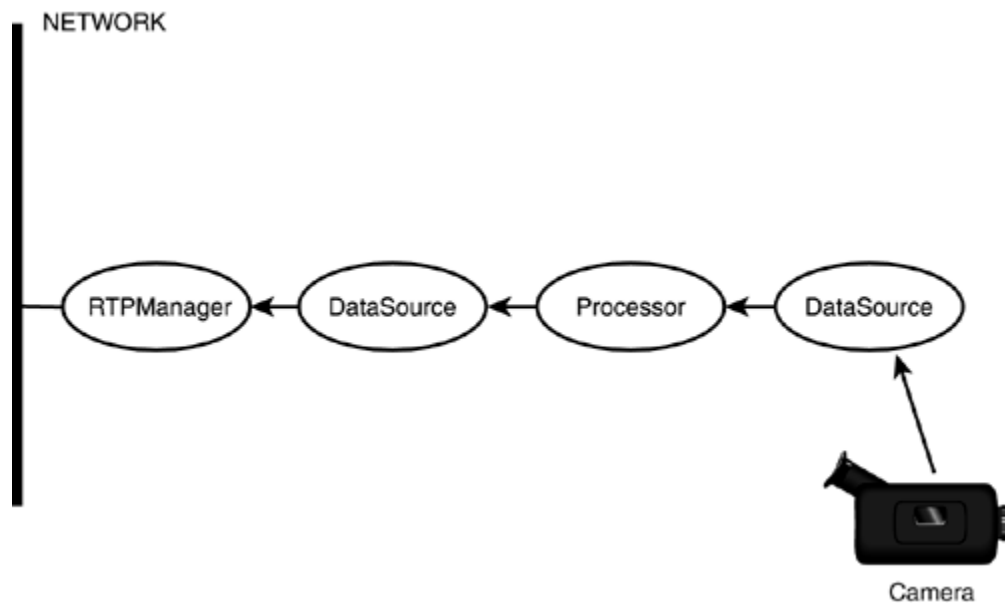 NETWORK
RTPManager
DataSource
Processor
DataSource
Camera